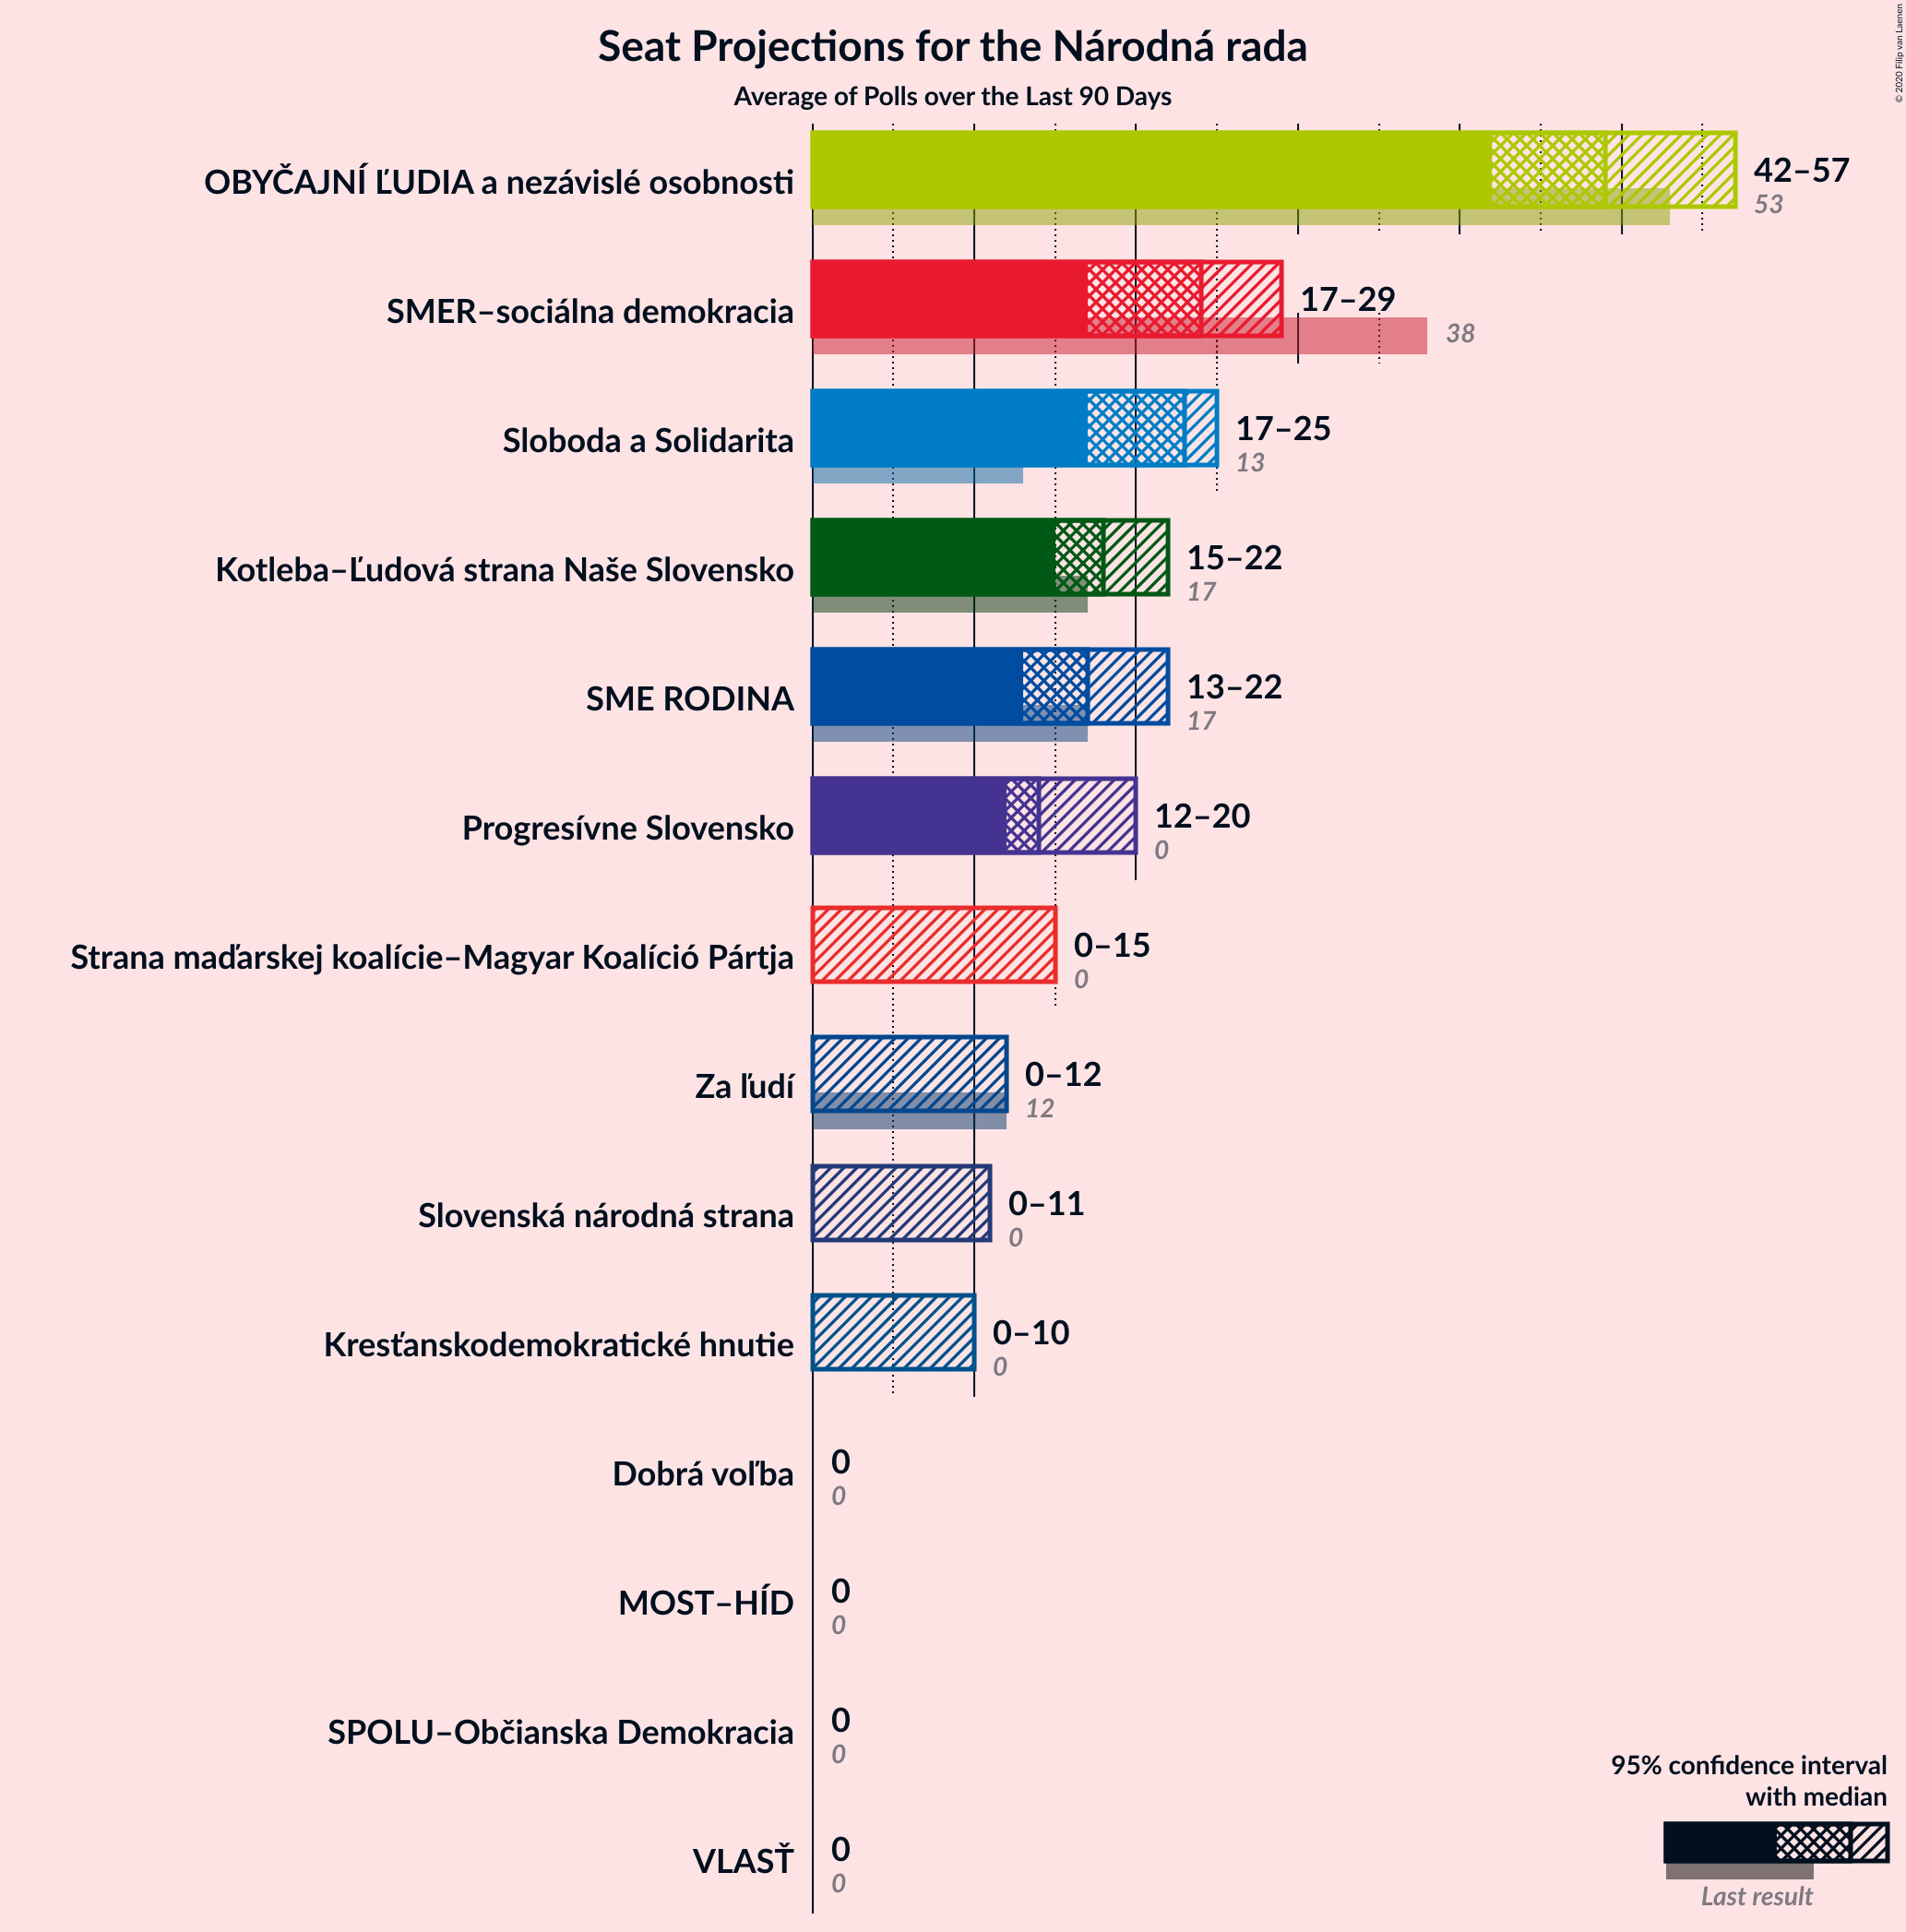 Seat Projections for the Národná rada
Average of Polls over the Last 90 Days
© 2020 Filip van Laenen
OBYČAJNÍ ĽUDIA a nezávislé osobnosti
42–57
53
SMER–sociálna demokracia
17–29
38
Sloboda a Solidarita
17–25
13
Kotleba–Ľudová strana Naše Slovensko
15–22
17
SME RODINA
13–22
17
Progresívne Slovensko
12–20
0
Strana maďarskej koalície–Magyar Koalíció Pártja
0–15
0
Za ľudí
0–12
12
Slovenská národná strana
0–11
0
Kresťanskodemokratické hnutie
0–10
0
Dobrá voľba
0
0
MOST–HÍD
0
0
SPOLU–Občianska Demokracia
0
0
VLASŤ
0
0
95% confidence interval
with median
Last result